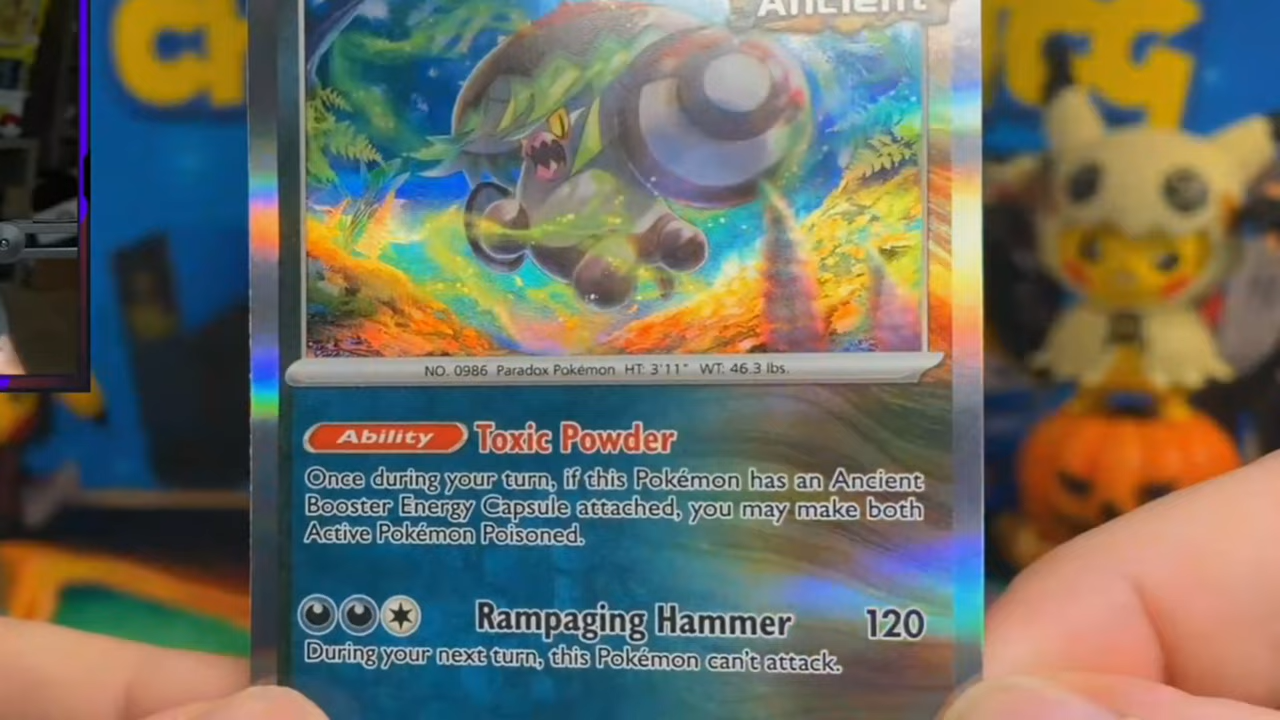 Ancient
NO. 0986 Paradox Pokémon HT: 3'11" WT: 46.3 lbs.
Ability Toxic Powder
Once during your turn, if this Pokémon has an Ancient
Booster Energy Capsule attached, you may make both
Active Pokémon Poisoned.
Rampaging Hammer 120
During your next turn, this Pokémon can't attack.